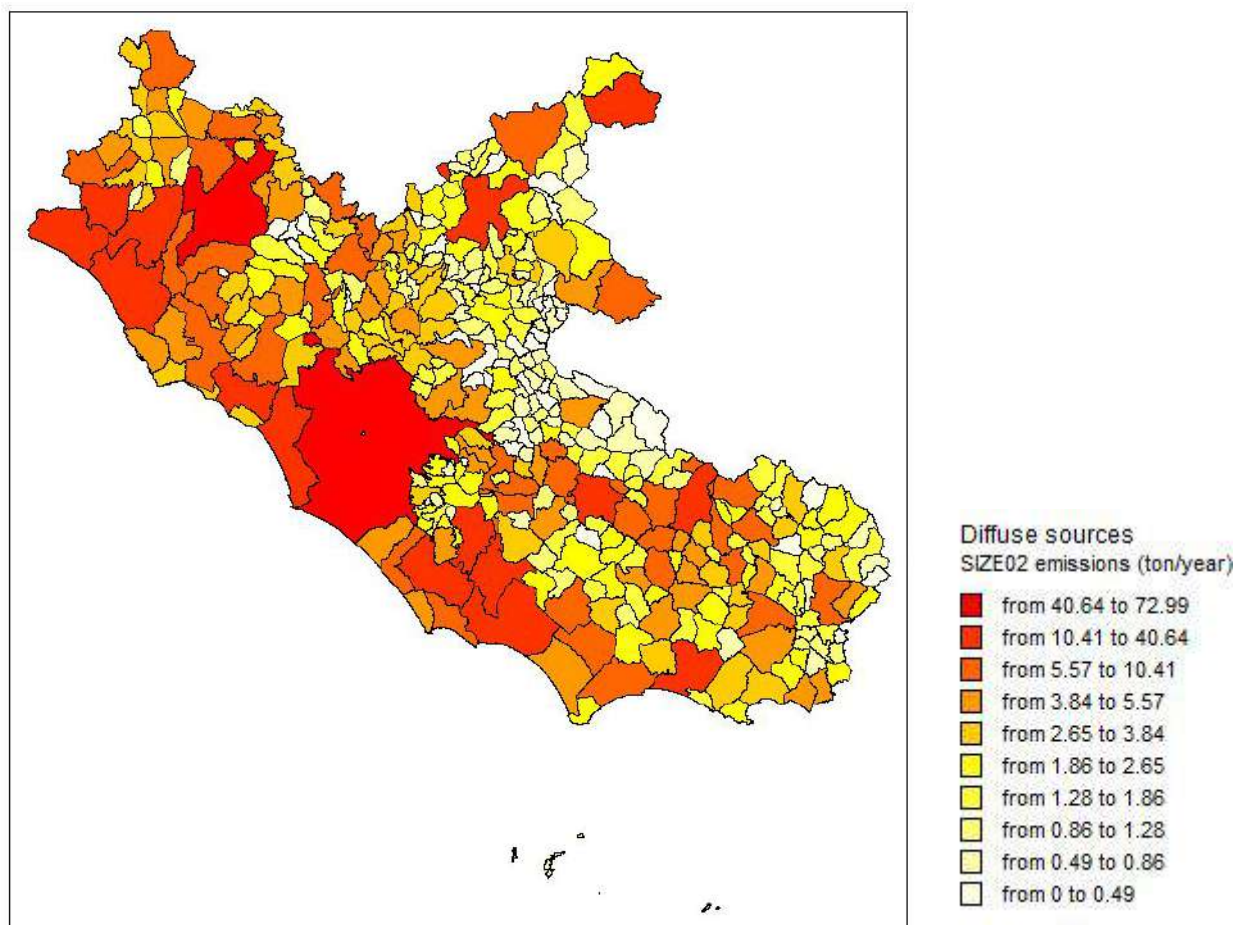 Diffuse sources
SIZE02 emissions (ton/year)
from 40.64 to 72.99
from 10.41 to 40.64
from 5.57 to 10.41
from 3.84 to 5.57
from 2.65 to 3.84
from 1.86 to 2.65
from 1.28 to 1.86
from 0.86 to 1.28
from 0.49 to 0.86
from 0 to 0.49